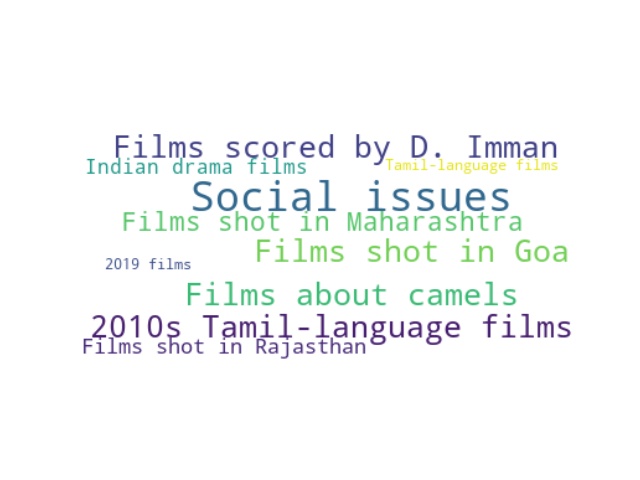 Films scored by D. Imman
Indian drama films
Tamil-language films
Social issues
Films shot in Maharashtra
Films shot in Goa
2019 films
Films about camels
2010s Tamil-language films
Films shot in Rajasthan